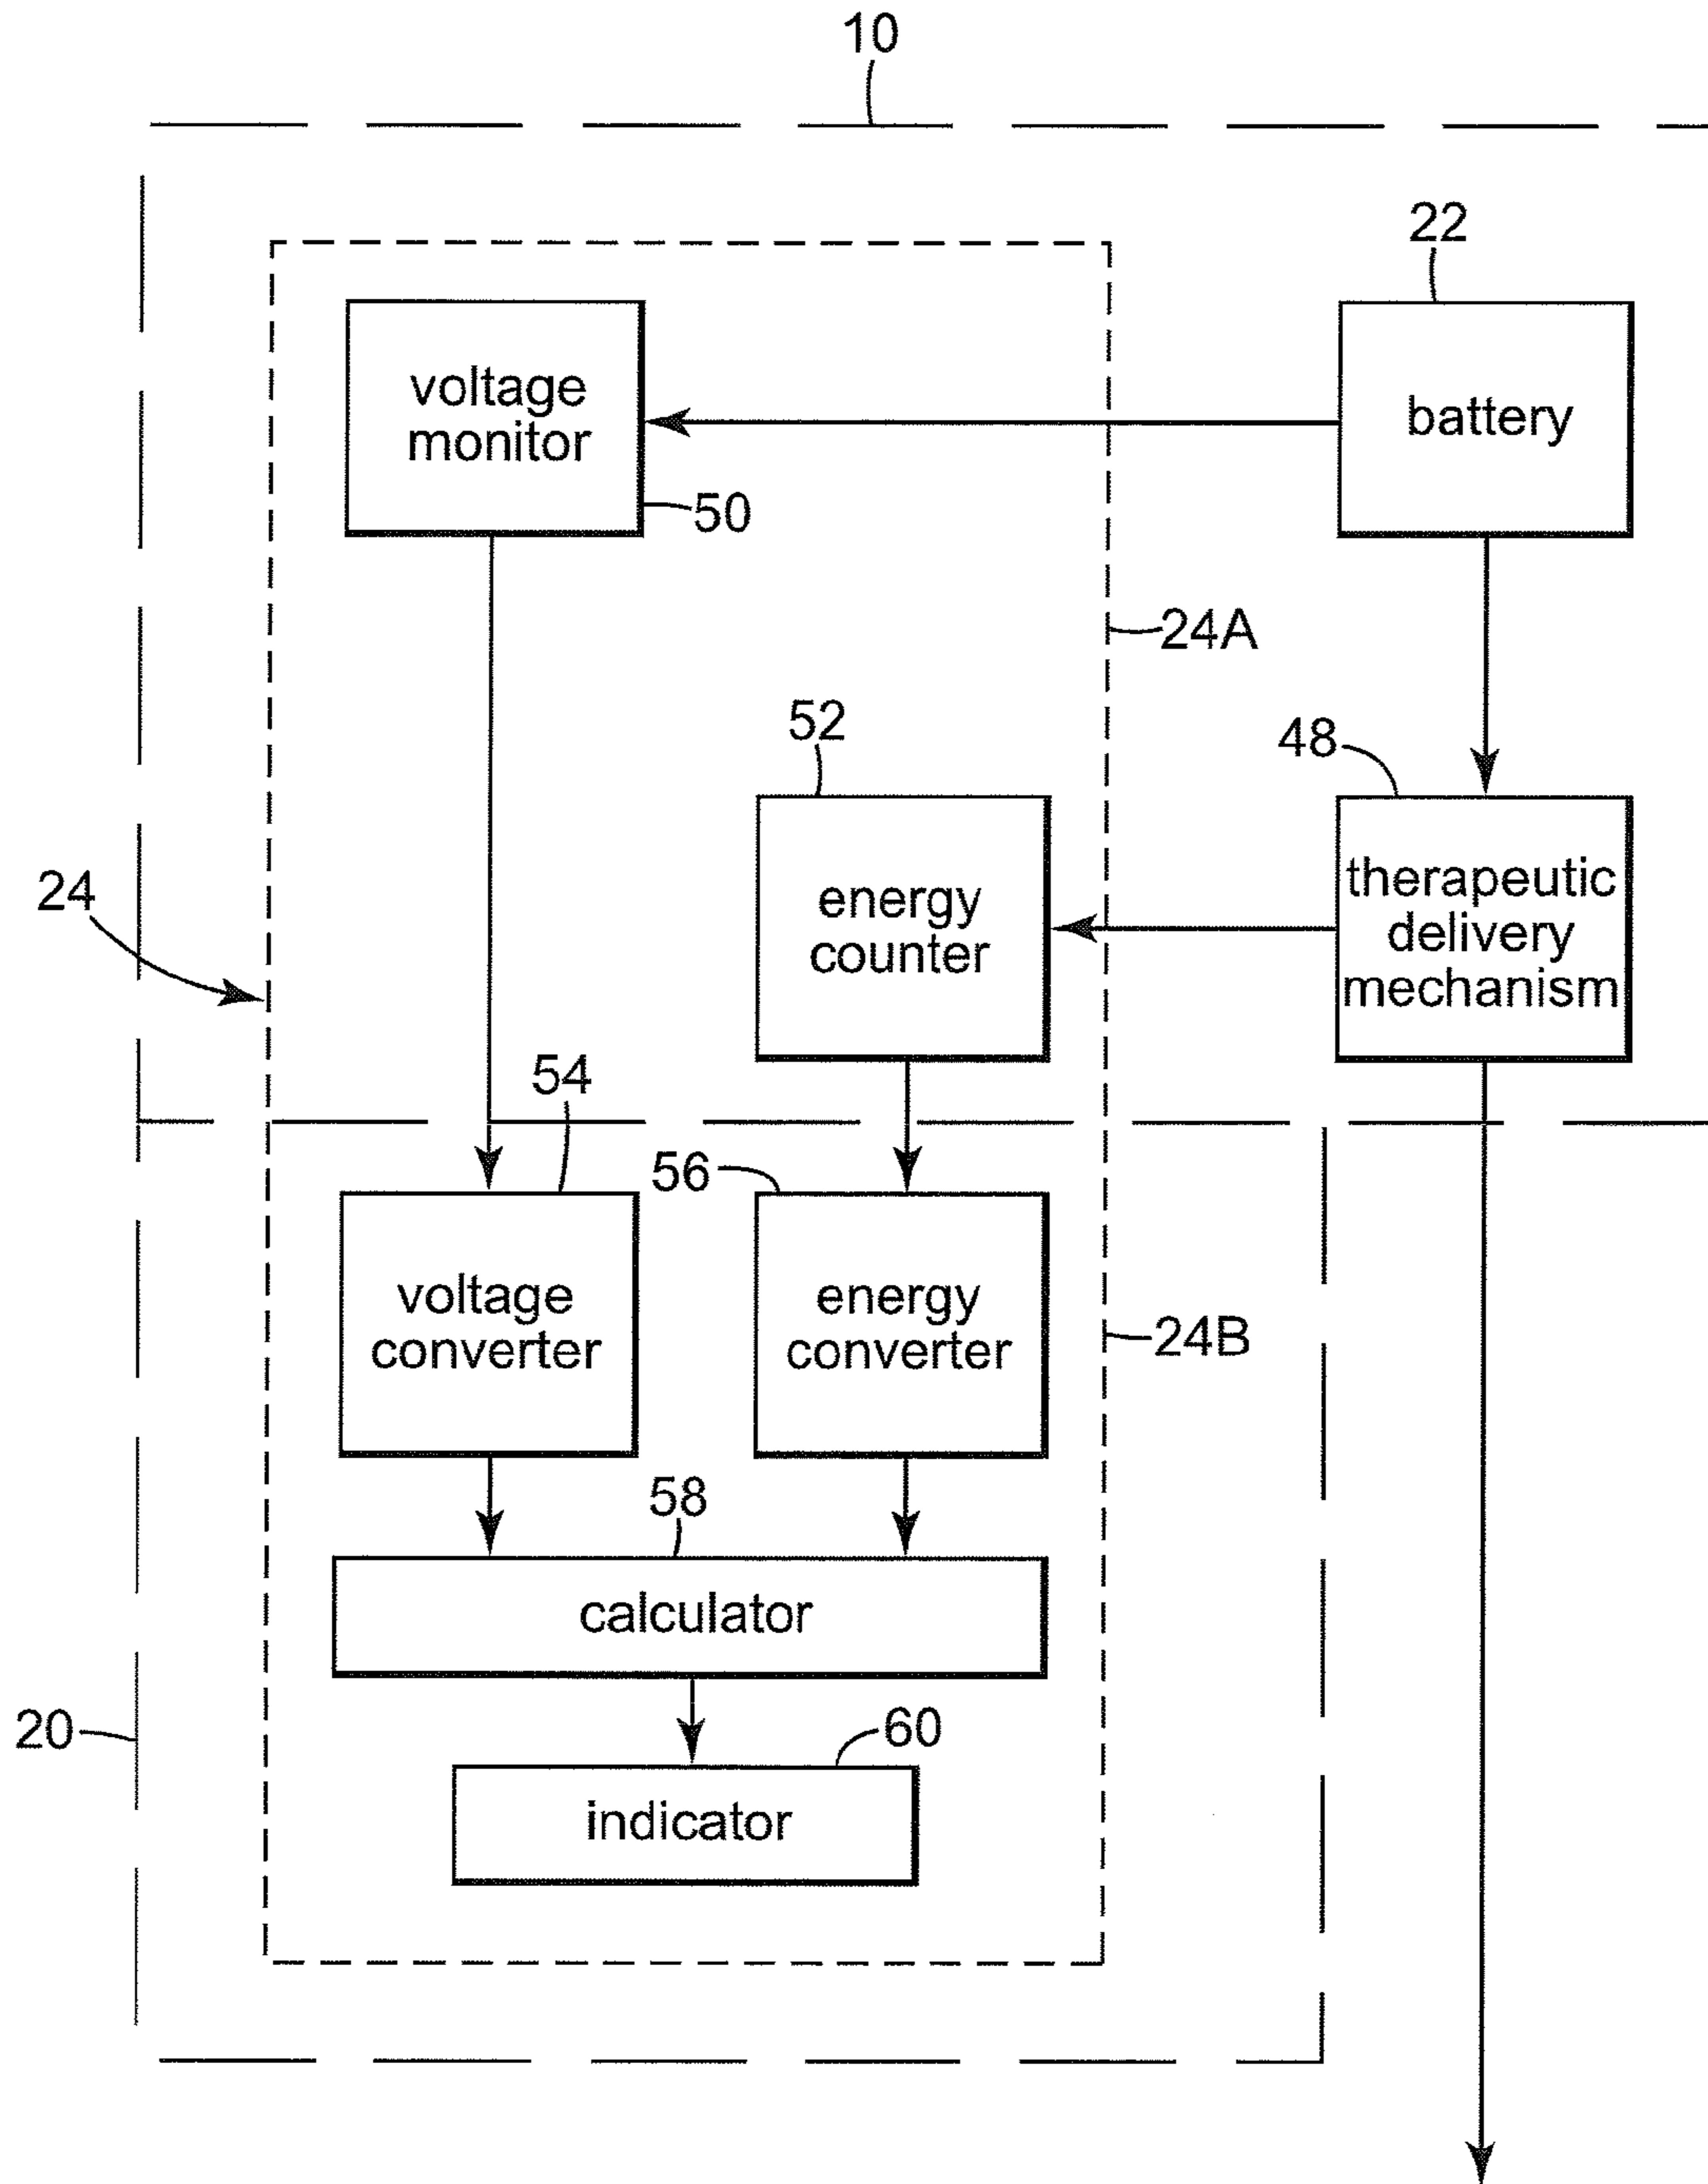 10
22
voltage
monitor
battery
50
24A
52
48
energy
counter
therapeutic
delivery
mechanism
24
54
56
voltage
converter
energy
converter
24B
58
calculator
20
60
indicator